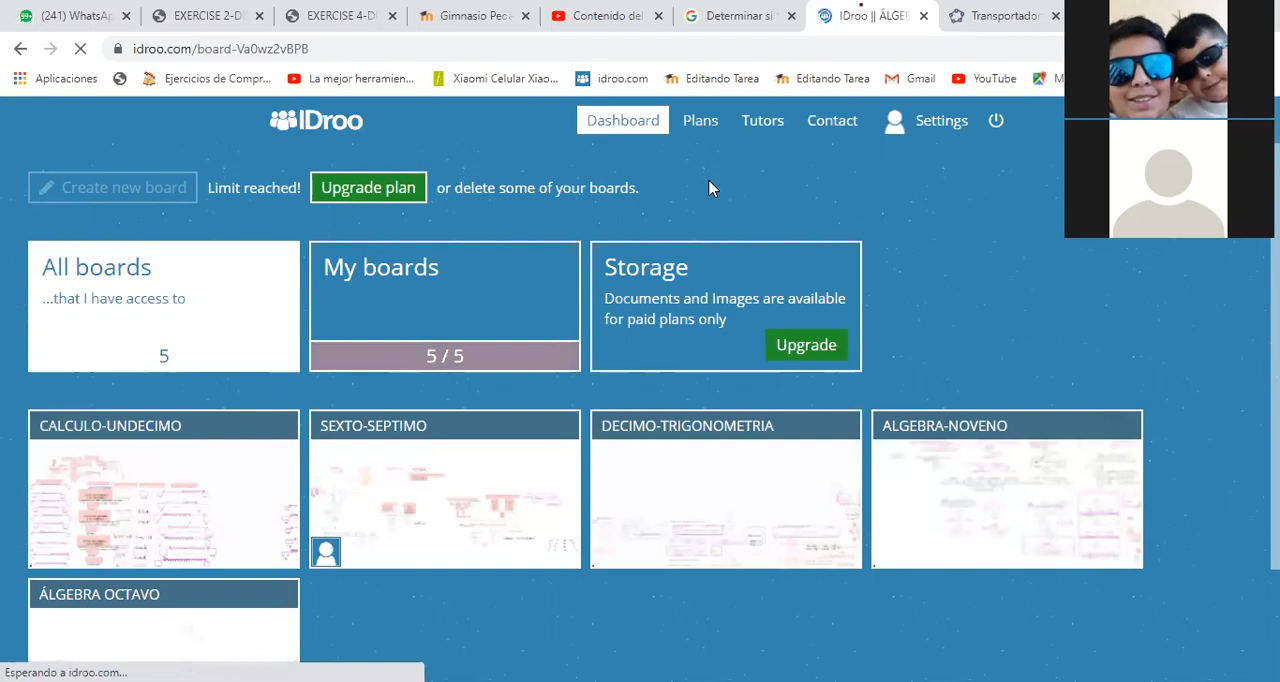 (241) WhatsAp
EXERCISE 2-D
EXERCISE 4-D
Gimnasio Peda
Contenido del
Determinar si
IDroo || ÁLGE
Transportador
idroo.com/board-Va0wz2vBPB
Aplicaciones
Ejercicios de Compr...
La mejor herramien...
Xiaomi Celular Xiao...
idroo.com
Editando Tarea
Editando Tarea
Gmail
YouTube
M
IDroo
Dashboard
Plans
Tutors
Contact
Settings
Create new board
Limit reached!
Upgrade plan
or delete some of your boards.
All boards
...that I have access to
5
My boards
5 / 5
Storage
Documents and Images are available
for paid plans only
Upgrade
CALCULO-UNDECIMO
SEXTO-SEPTIMO
DECIMO-TRIGONOMETRIA
ALGEBRA-NOVENO
ÁLGEBRA OCTAVO
Esperando a idroo.com...